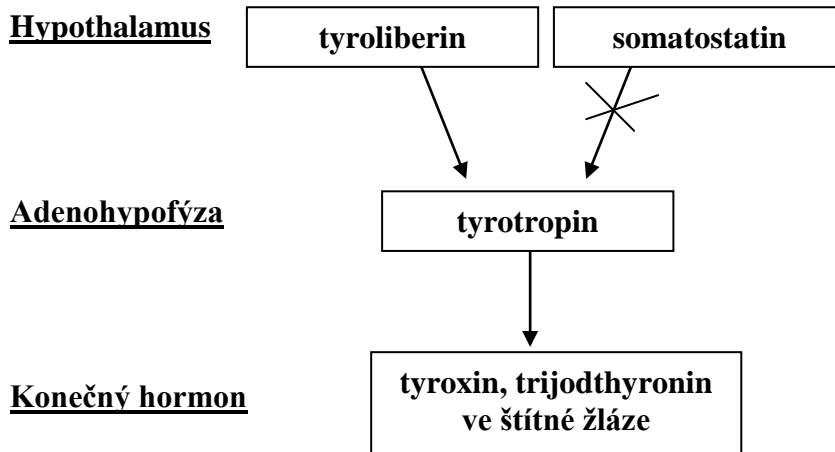 Hypothalamus
tyroliberin
somatostatin
Adenohypofýza
tyrotropin
Konečný hormon
tyroxin, trijodthyronin
ve štítné žláze